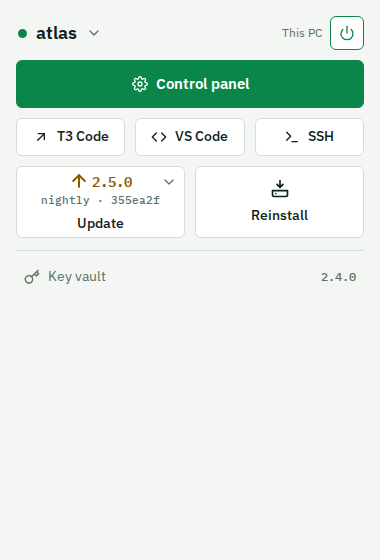 atlas
This PC
Control panel
T3 Code
VS Code
SSH
2.5.0
nightly · 355ea2f
Update
Reinstall
Key vault
2.4.0